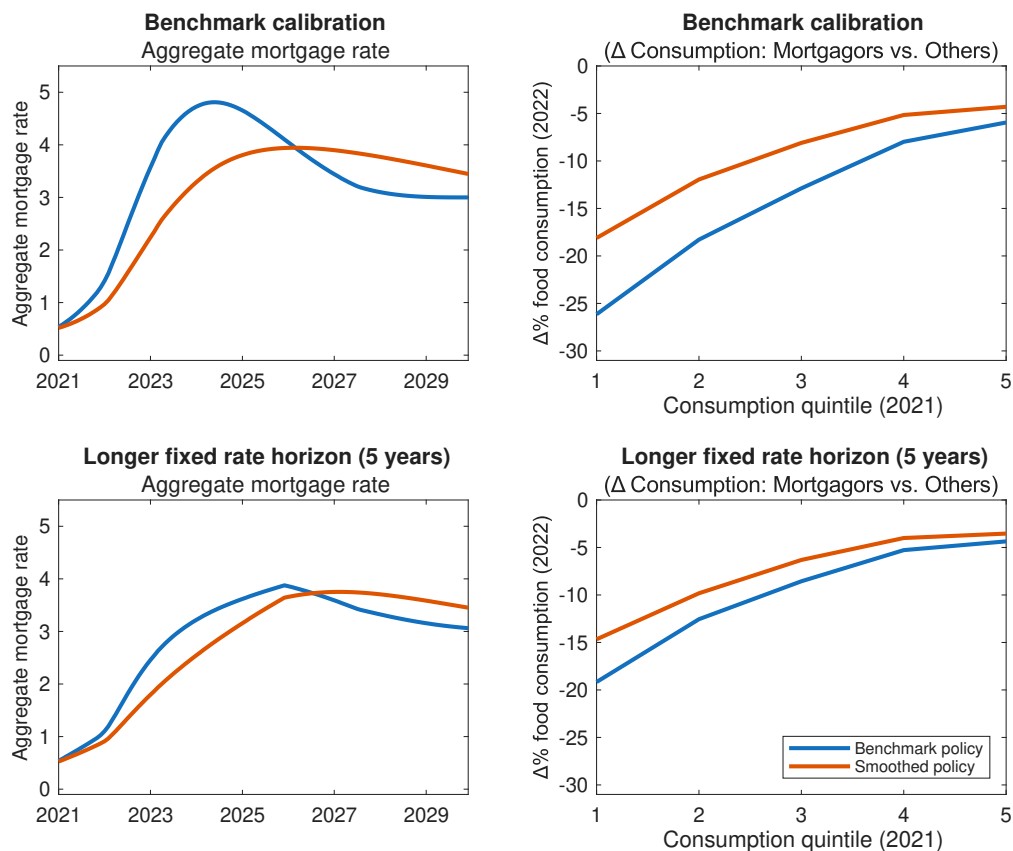 Benchmark calibration
Aggregate mortgage rate
Aggregate mortgage rate
5
4
3
2
1
0
2021 2023 2025 2027 2029
Benchmark calibration
(Δ Consumption: Mortgagors vs. Others)
Δ% food consumption (2022)
0
-5
-10
-15
-20
-25
-30
1 2 3 4 5
Consumption quintile (2021)
Longer fixed rate horizon (5 years)
Aggregate mortgage rate
Aggregate mortgage rate
5
4
3
2
1
0
2021 2023 2025 2027 2029
Longer fixed rate horizon (5 years)
(Δ Consumption: Mortgagors vs. Others)
Δ% food consumption (2022)
0
-5
-10
-15
-20
-25
-30
Benchmark policy
Smoothed policy
1 2 3 4 5
Consumption quintile (2021)